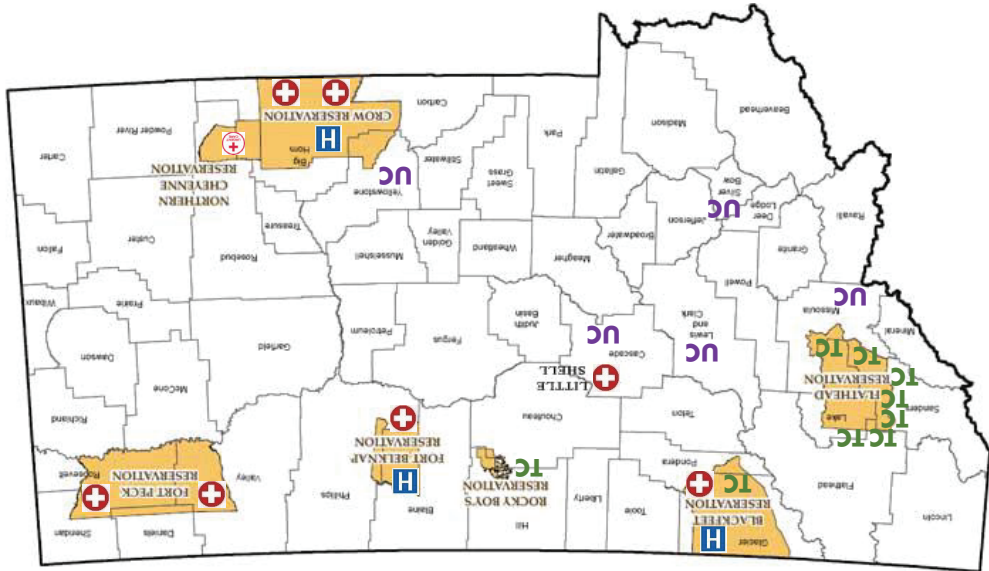 Lincoln
Flathead
Glacier
H
BLACKFEET
RESERVATION
TC
Pondera
Toole
Liberty
Hill
ROCKY BOY'S
RESERVATION
TC
Blaine
H
FORT BELKNAP
RESERVATION
Phillips
Valley
Daniels
Sheridan
FORT PECK
RESERVATION
Roosevelt
Sanders
Lake
FLATHEAD
RESERVATION
TC
TC
TC
TC
TC
TC
TC
Teton
Chouteau
Richland
McCone
Dawson
Garfield
Mineral
Missoula
UC
Lewis
and
Clark
UC
Cascade
UC
LITTLE
SHELL
Judith
Basin
Fergus
Petroleum
Prairie
Wibaux
Powell
Granite
Ravalli
Deer
Lodge
Silver
Bow
UC
Jefferson
Broadwater
Meagher
Wheatland
Golden
Valley
Musselshell
Treasure
Rosebud
Custer
Fallon
Beaverhead
Madison
Gallatin
Park
Sweet
Grass
Stillwater
Yellowstone
UC
Carbon
Big
Horn
H
CROW RESERVATION
NORTHERN
CHEYENNE
RESERVATION
Powder River
Carter